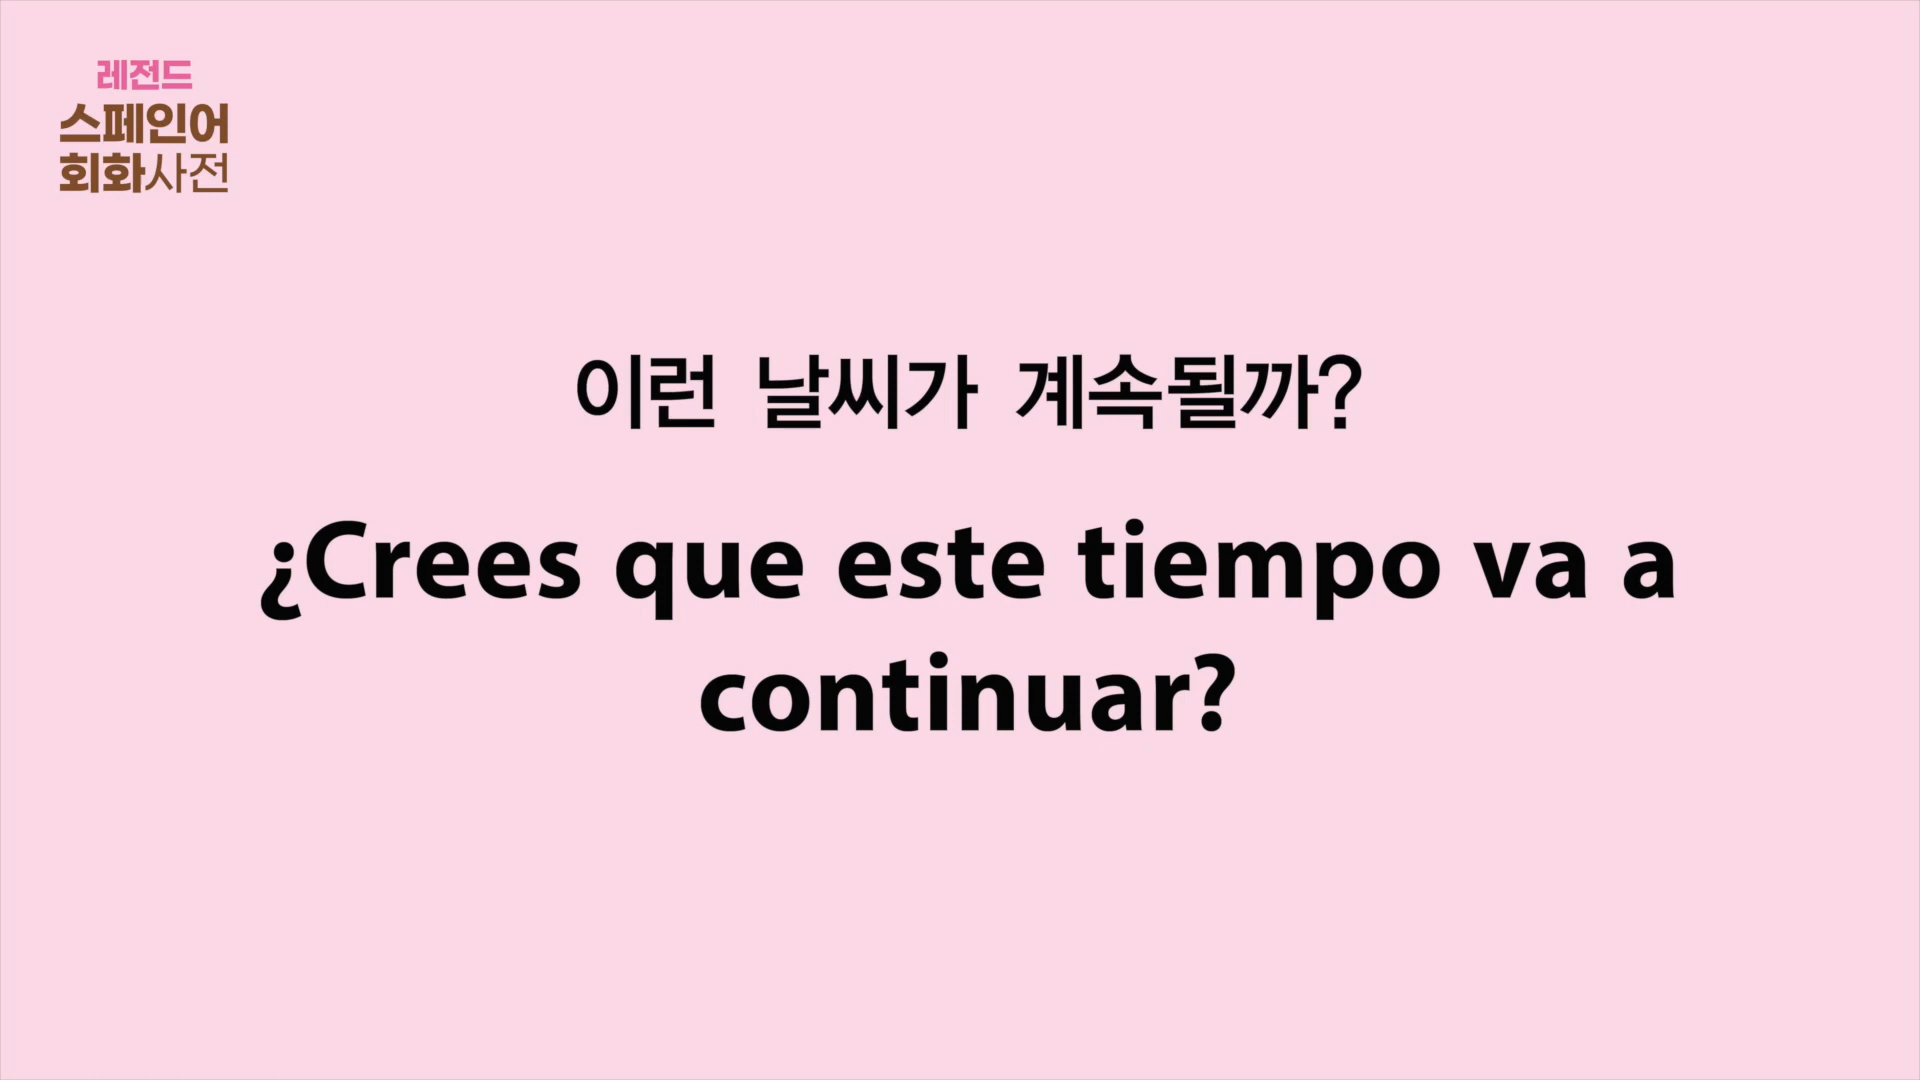 레전드
스페인어
회화사전
이런 날씨가 계속될까?
¿Crees que este tiempo va a
continuar?